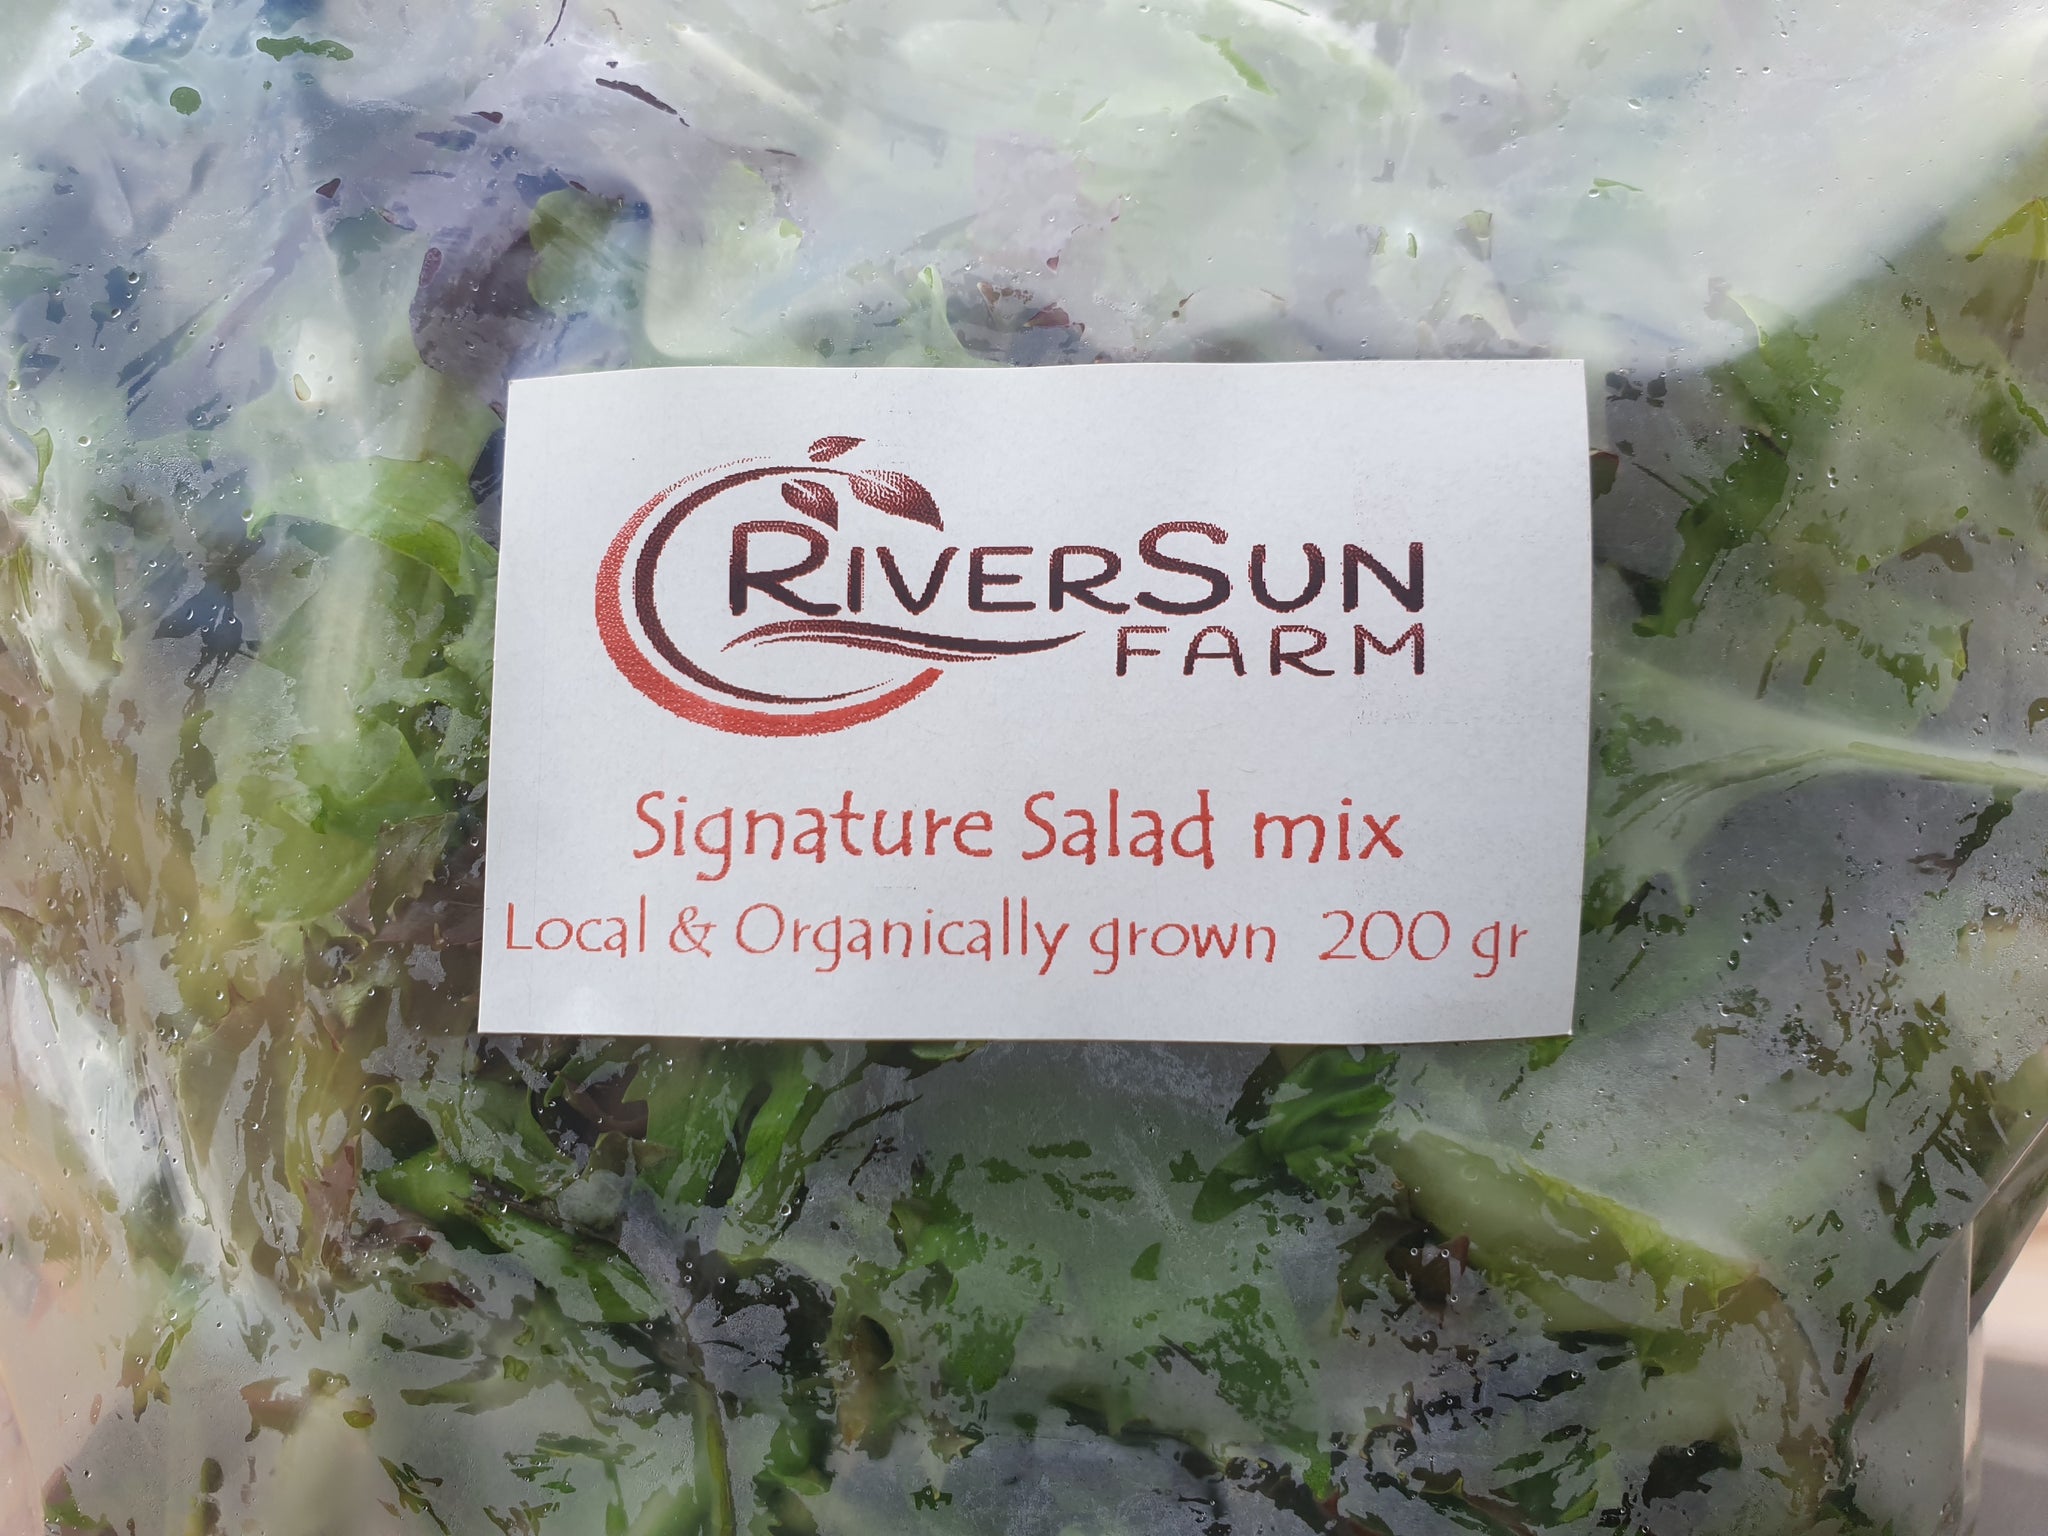 RIVERSUN
FARM
Signature Salad mix
Local & Organically grown 200 gr